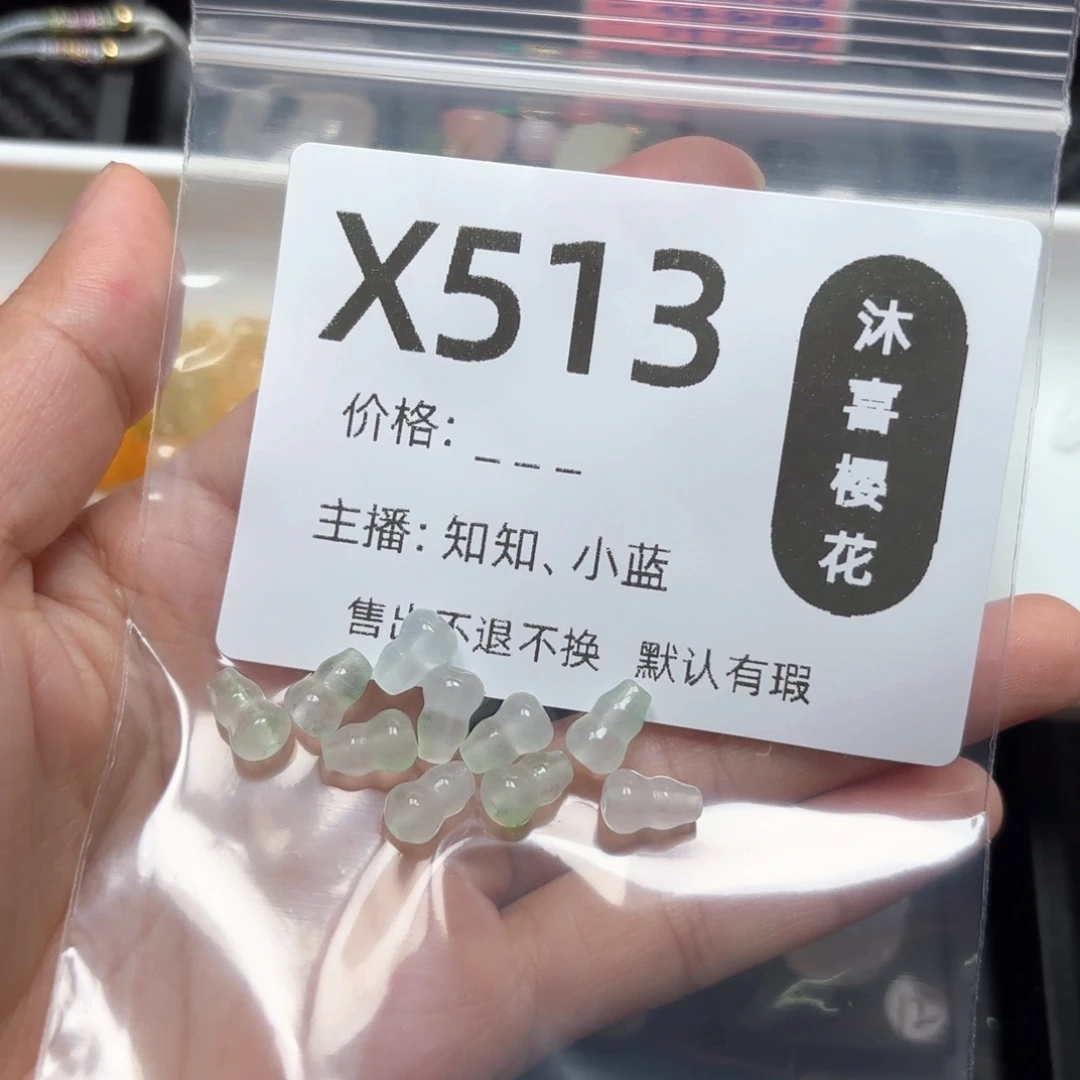 X513
价格: _ _ _
主播: 知知、小蓝
售出不退不换 默认有瑕
沐喜樱花